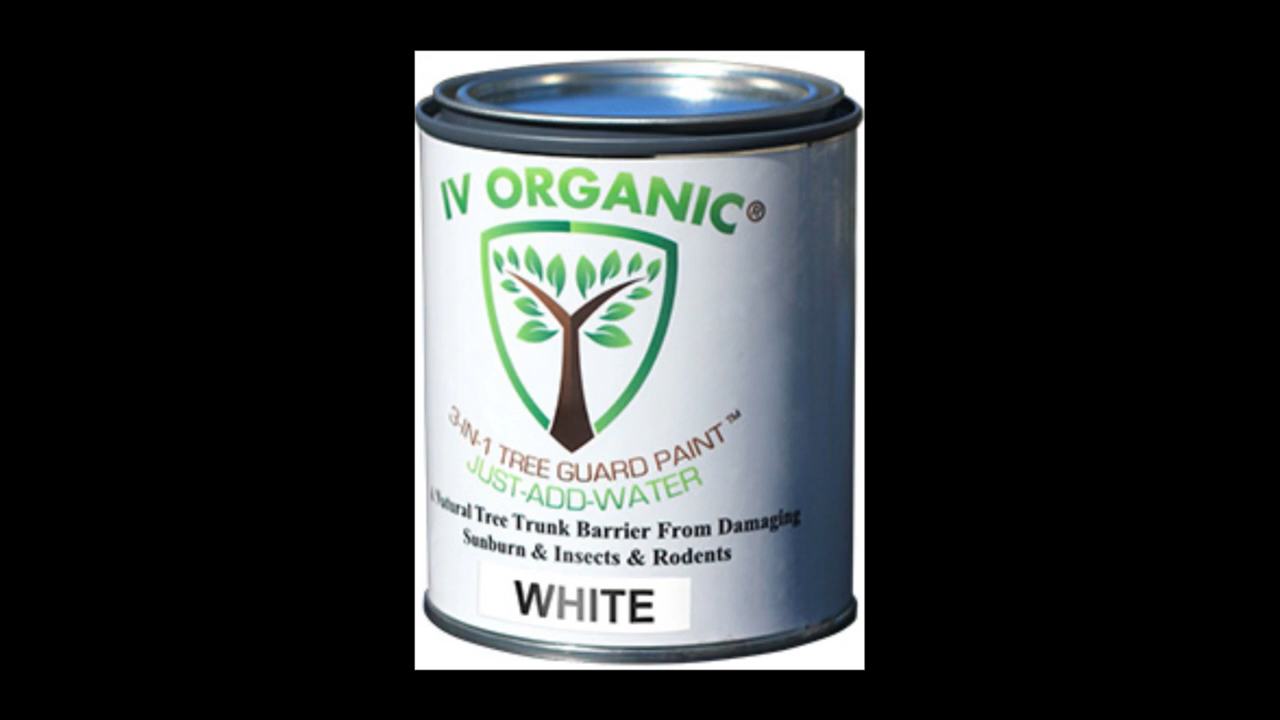 IV ORGANIC®
3-IN-1 TREE GUARD PAINT™
JUST-ADD-WATER
A Natural Tree Trunk Barrier From Damaging
Sunburn & Insects & Rodents
WHITE